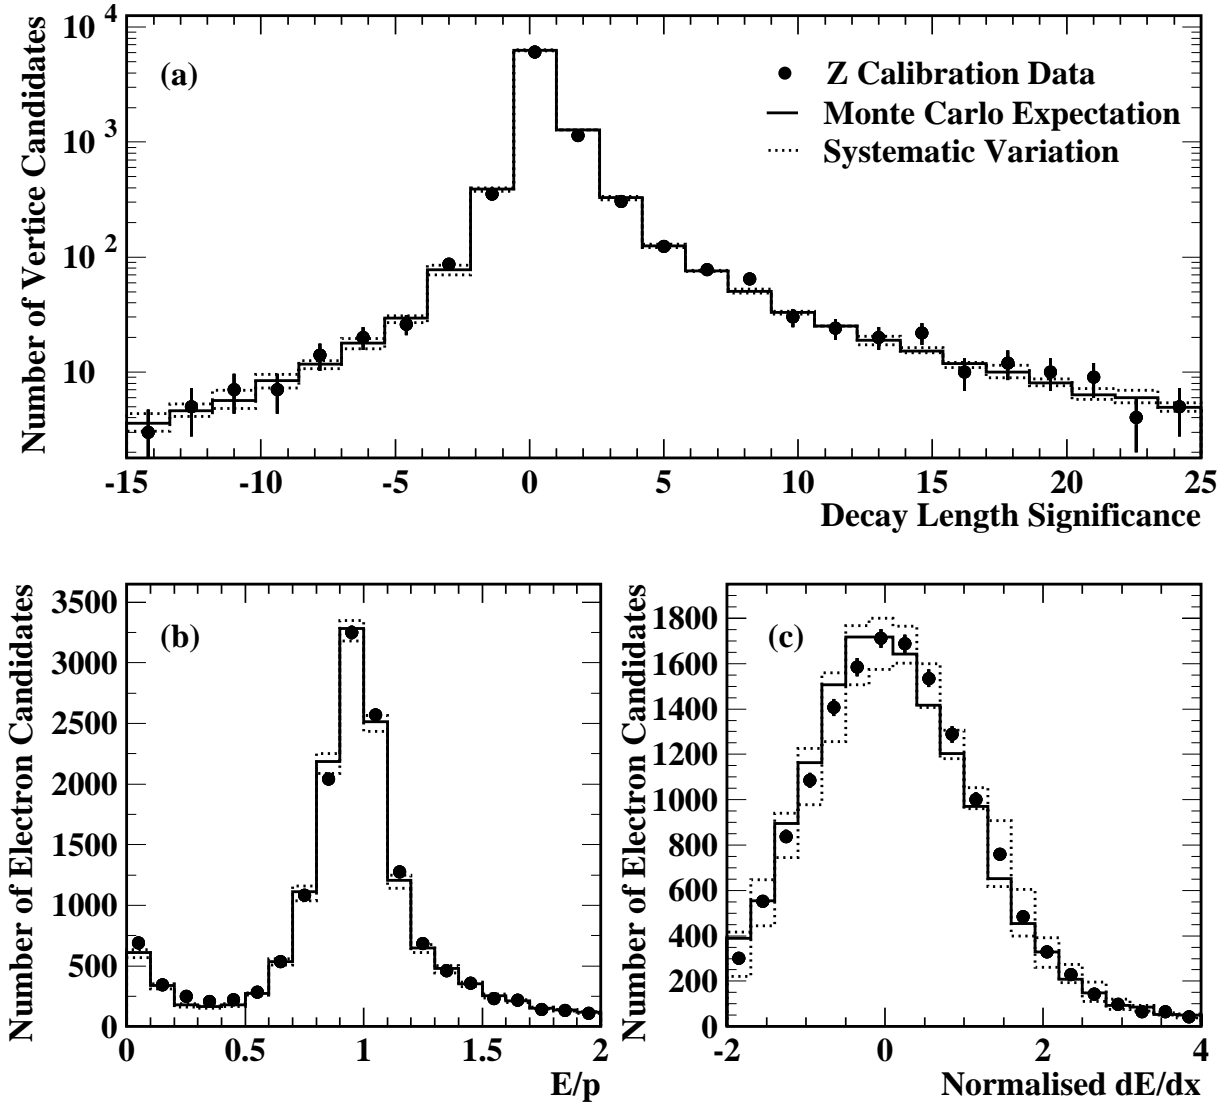 Number of Vertice Candidates
10 4
10 3
10 2
10
(a)
Z Calibration Data
Monte Carlo Expectation
Systematic Variation
-15 -10 -5 0 5 10 15 20 25
Decay Length Significance
Number of Electron Candidates
3500
3000
2500
2000
1500
1000
500
0
(b)
0 0.5 1 1.5 2
E/p
Number of Electron Candidates
1800
1600
1400
1200
1000
800
600
400
200
0
(c)
-2 0 2 4
Normalised dE/dx